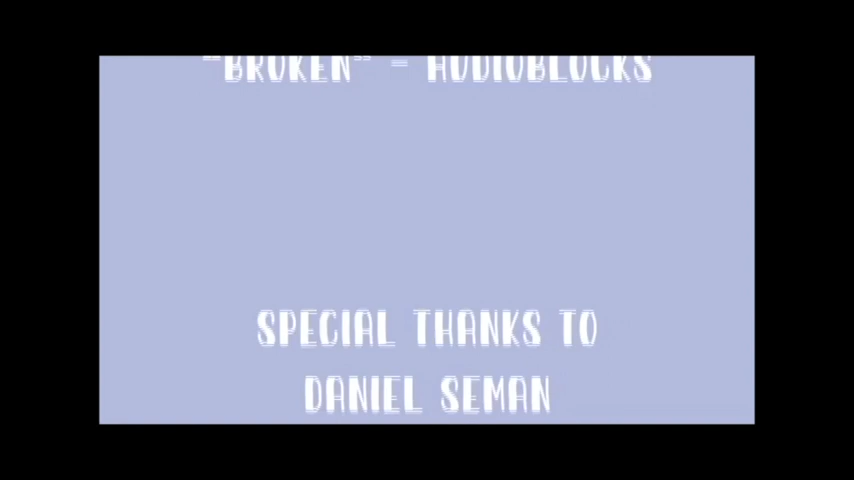 "BROKEN" - AUDIOBLOCKS
SPECIAL THANKS TO
DANIEL SEMAN